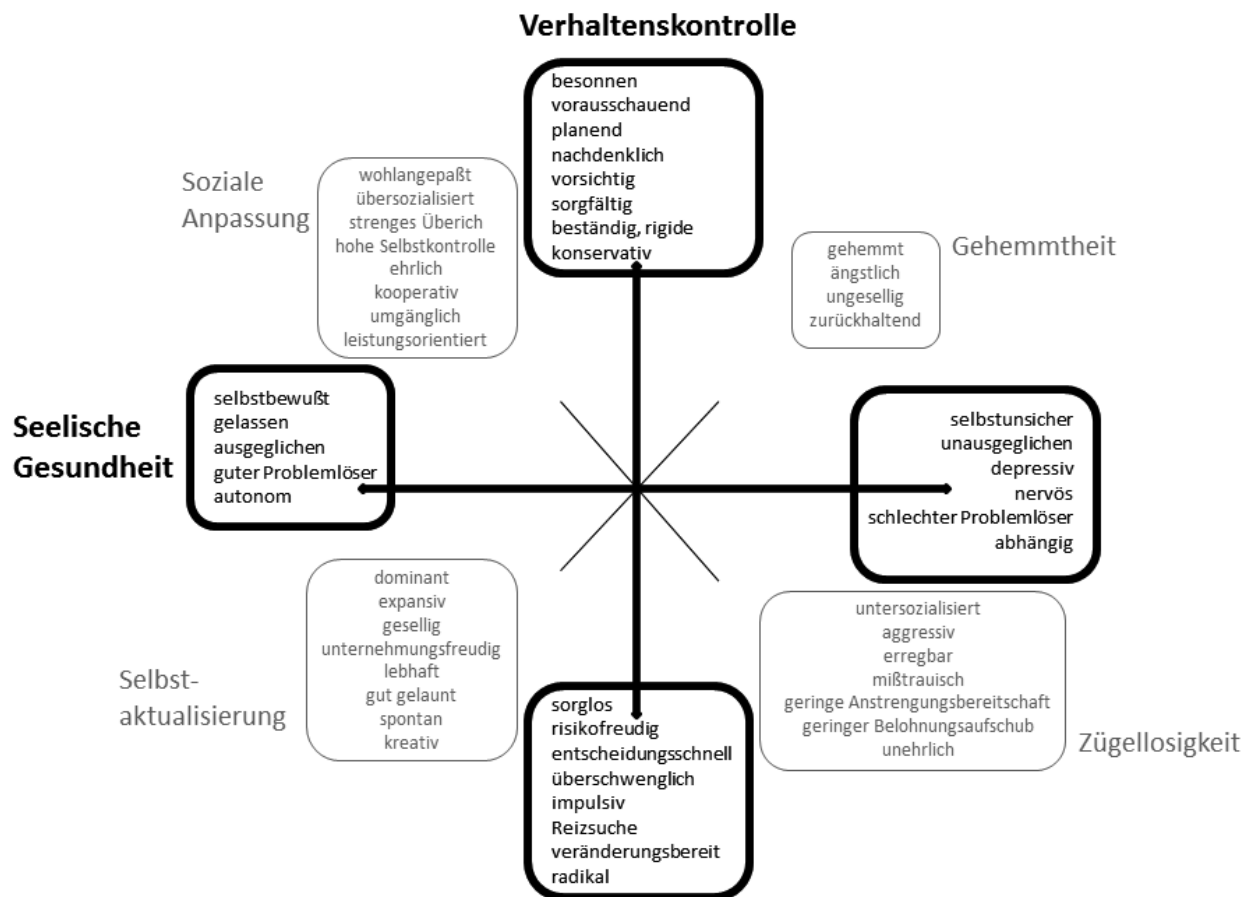 Verhaltenskontrolle
besonnen
vorausschauend
planend
nachdenklich
vorsichtig
sorgfältig
beständig, rigide
konservativ
Soziale
Anpassung
wohlangepaßt
übersozialisiert
strenges Überich
hohe Selbstkontrolle
ehrlich
kooperativ
umgänglich
leistungsorientiert
gehemmt
ängstlich
ungesellig
zurückhaltend
Gehemmtheit
Seelische
Gesundheit
selbstbewußt
gelassen
ausgeglichen
guter Problemlöser
autonom
selbstunsicher
unausgeglichen
depressiv
nervös
schlechter Problemlöser
abhängig
Selbst-
aktualisierung
dominant
expansiv
gesellig
unternehmungsfreudig
lebhaft
gut gelaunt
spontan
kreativ
sorglos
risikofreudig
entscheidungsschnell
überschwenglich
impulsiv
Reizsuche
veränderungsbereit
radikal
untersozialisiert
aggressiv
erregbar
mißtrauisch
geringe Anstrengungsbereitschaft
geringer Belohnungsaufschub
unehrlich
Zügellosigkeit